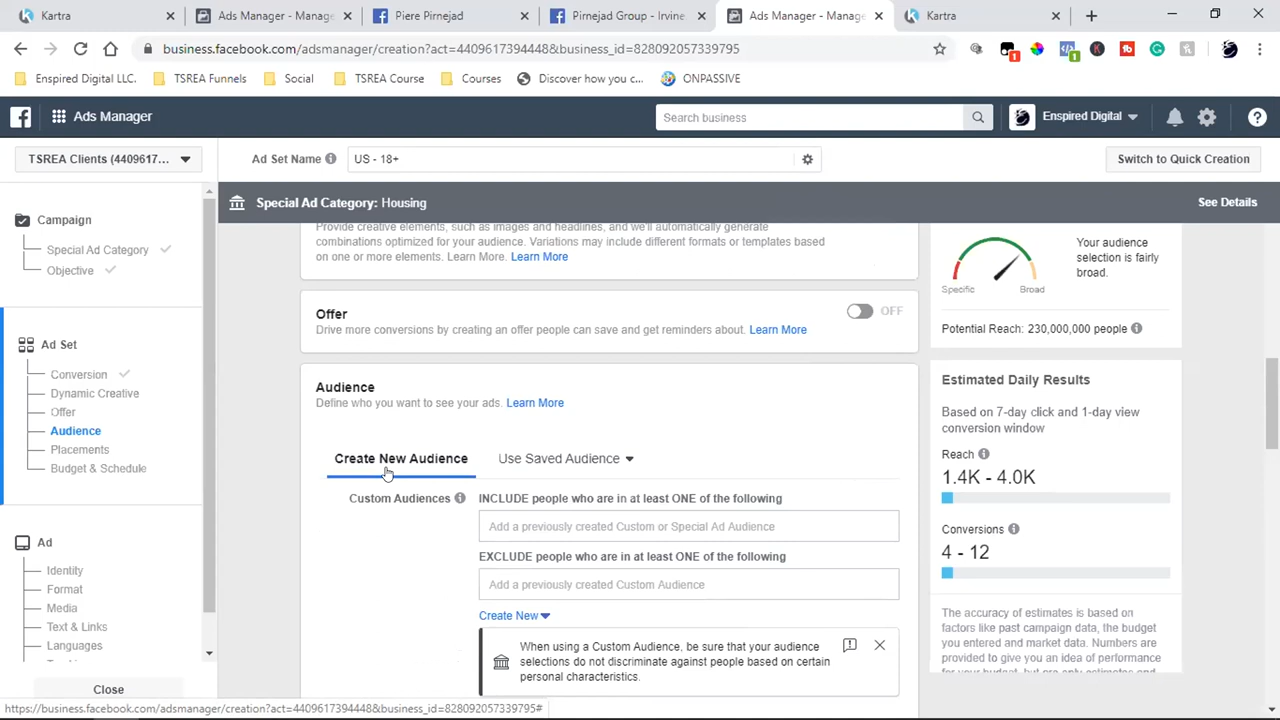 Kartra
Ads Manager - Manage
Piere Pirnejad
Pirnejad Group - Irvine
Ads Manager - Manage
Kartra
business.facebook.com/adsmanager/creation?act=4409617394448&business_id=828092057339795
Enspired Digital LLC.
TSREA Funnels
Social
TSREA Course
Courses
Discover how you c...
ONPASSIVE
Ads Manager
Search business
Enspired Digital
TSREA Clients (4409617...
Ad Set Name
US - 18+
Switch to Quick Creation
Special Ad Category: Housing
See Details
Campaign
Special Ad Category
Objective
Ad Set
Conversion
Dynamic Creative
Offer
Audience
Placements
Budget & Schedule
Ad
Identity
Format
Media
Text & Links
Languages
Close
Provide creative elements, such as images and headlines, and we'll automatically generate
combinations optimized for your audience. Variations may include different formats or templates based
on one or more elements. Learn More. Learn More
Offer
OFF
Drive more conversions by creating an offer people can save and get reminders about. Learn More
Audience
Define who you want to see your ads. Learn More
Create New Audience
Use Saved Audience
Custom Audiences
INCLUDE people who are in at least ONE of the following
Add a previously created Custom or Special Ad Audience
EXCLUDE people who are in at least ONE of the following
Add a previously created Custom Audience
Create New
When using a Custom Audience, be sure that your audience
selections do not discriminate against people based on certain
personal characteristics.
Specific
Broad
Your audience
selection is fairly
broad.
Potential Reach: 230,000,000 people
Estimated Daily Results
Based on 7-day click and 1-day view
conversion window
Reach
1.4K - 4.0K
Conversions
4 - 12
The accuracy of estimates is based on
factors like past campaign data, the budget
you entered and market data. Numbers are
provided to give you an idea of performance
for your budget, but are only estimates and
https://business.facebook.com/adsmanager/creation?act=4409617394448&business_id=828092057339795#